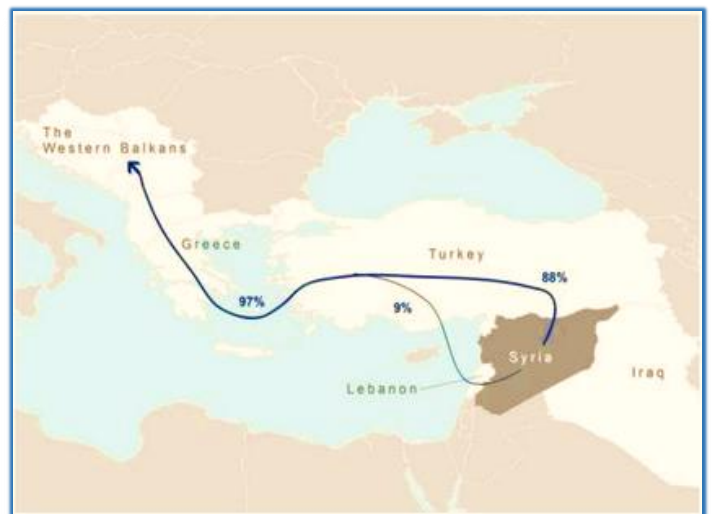 The
Western Balkans
Greece
Turkey
88%
97%
9%
Syria
Iraq
Lebanon